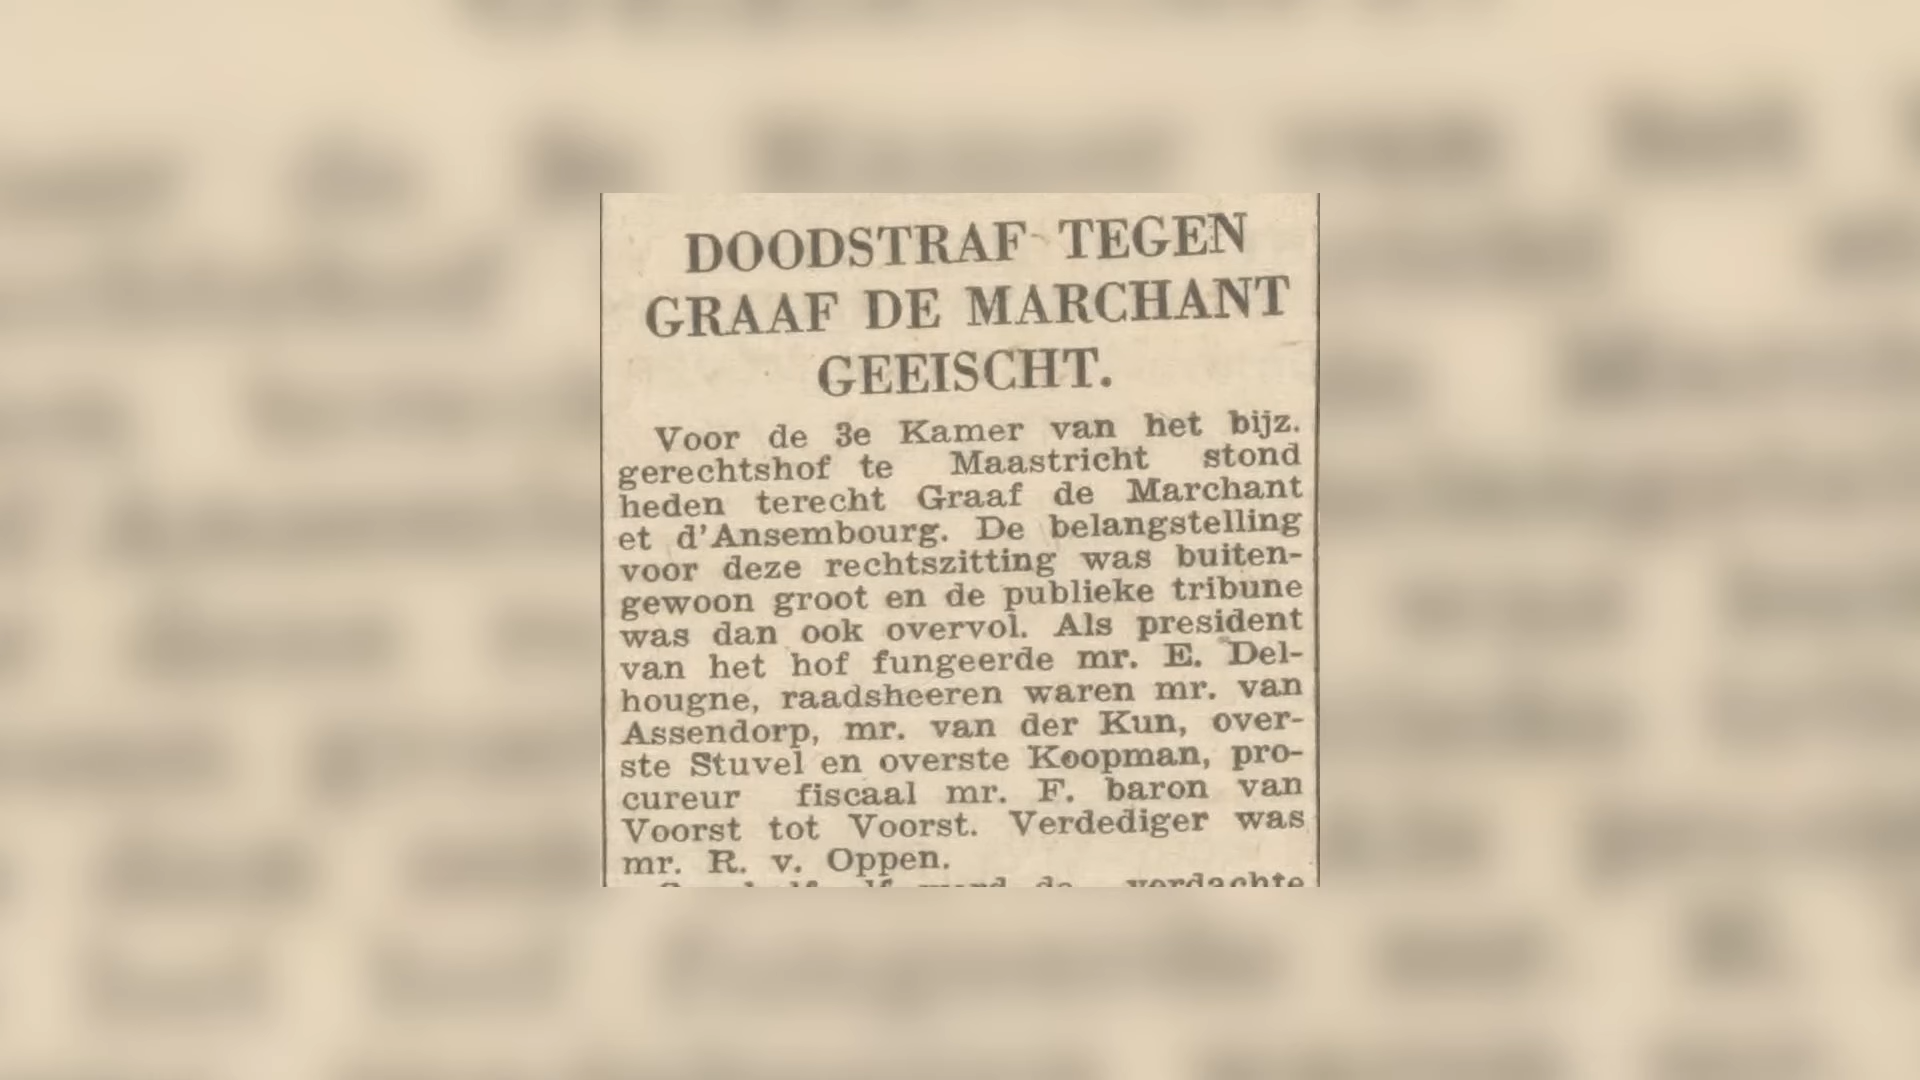 DOODSTRAF TEGEN
GRAAF DE MARCHANT
GEEISCHT.
Voor de 3e Kamer van het bijz.
gerechtshof te Maastricht stond
heden terecht Graaf de Marchant
et d'Ansembourg. De belangstelling
voor deze rechtszitting was buiten-
gewoon groot en de publieke tribune
was dan ook overvol. Als president
van het hof fungeerde mr. E. Del-
hougne, raadsheeren waren mr. van
Assendorp, mr. van der Kun, over-
ste Stuvel en overste Koopman, pro-
cureur fiscaal mr. F. baron van
Voorst tot Voorst. Verdediger was
mr. R. v. Oppen.
werd de verdachte